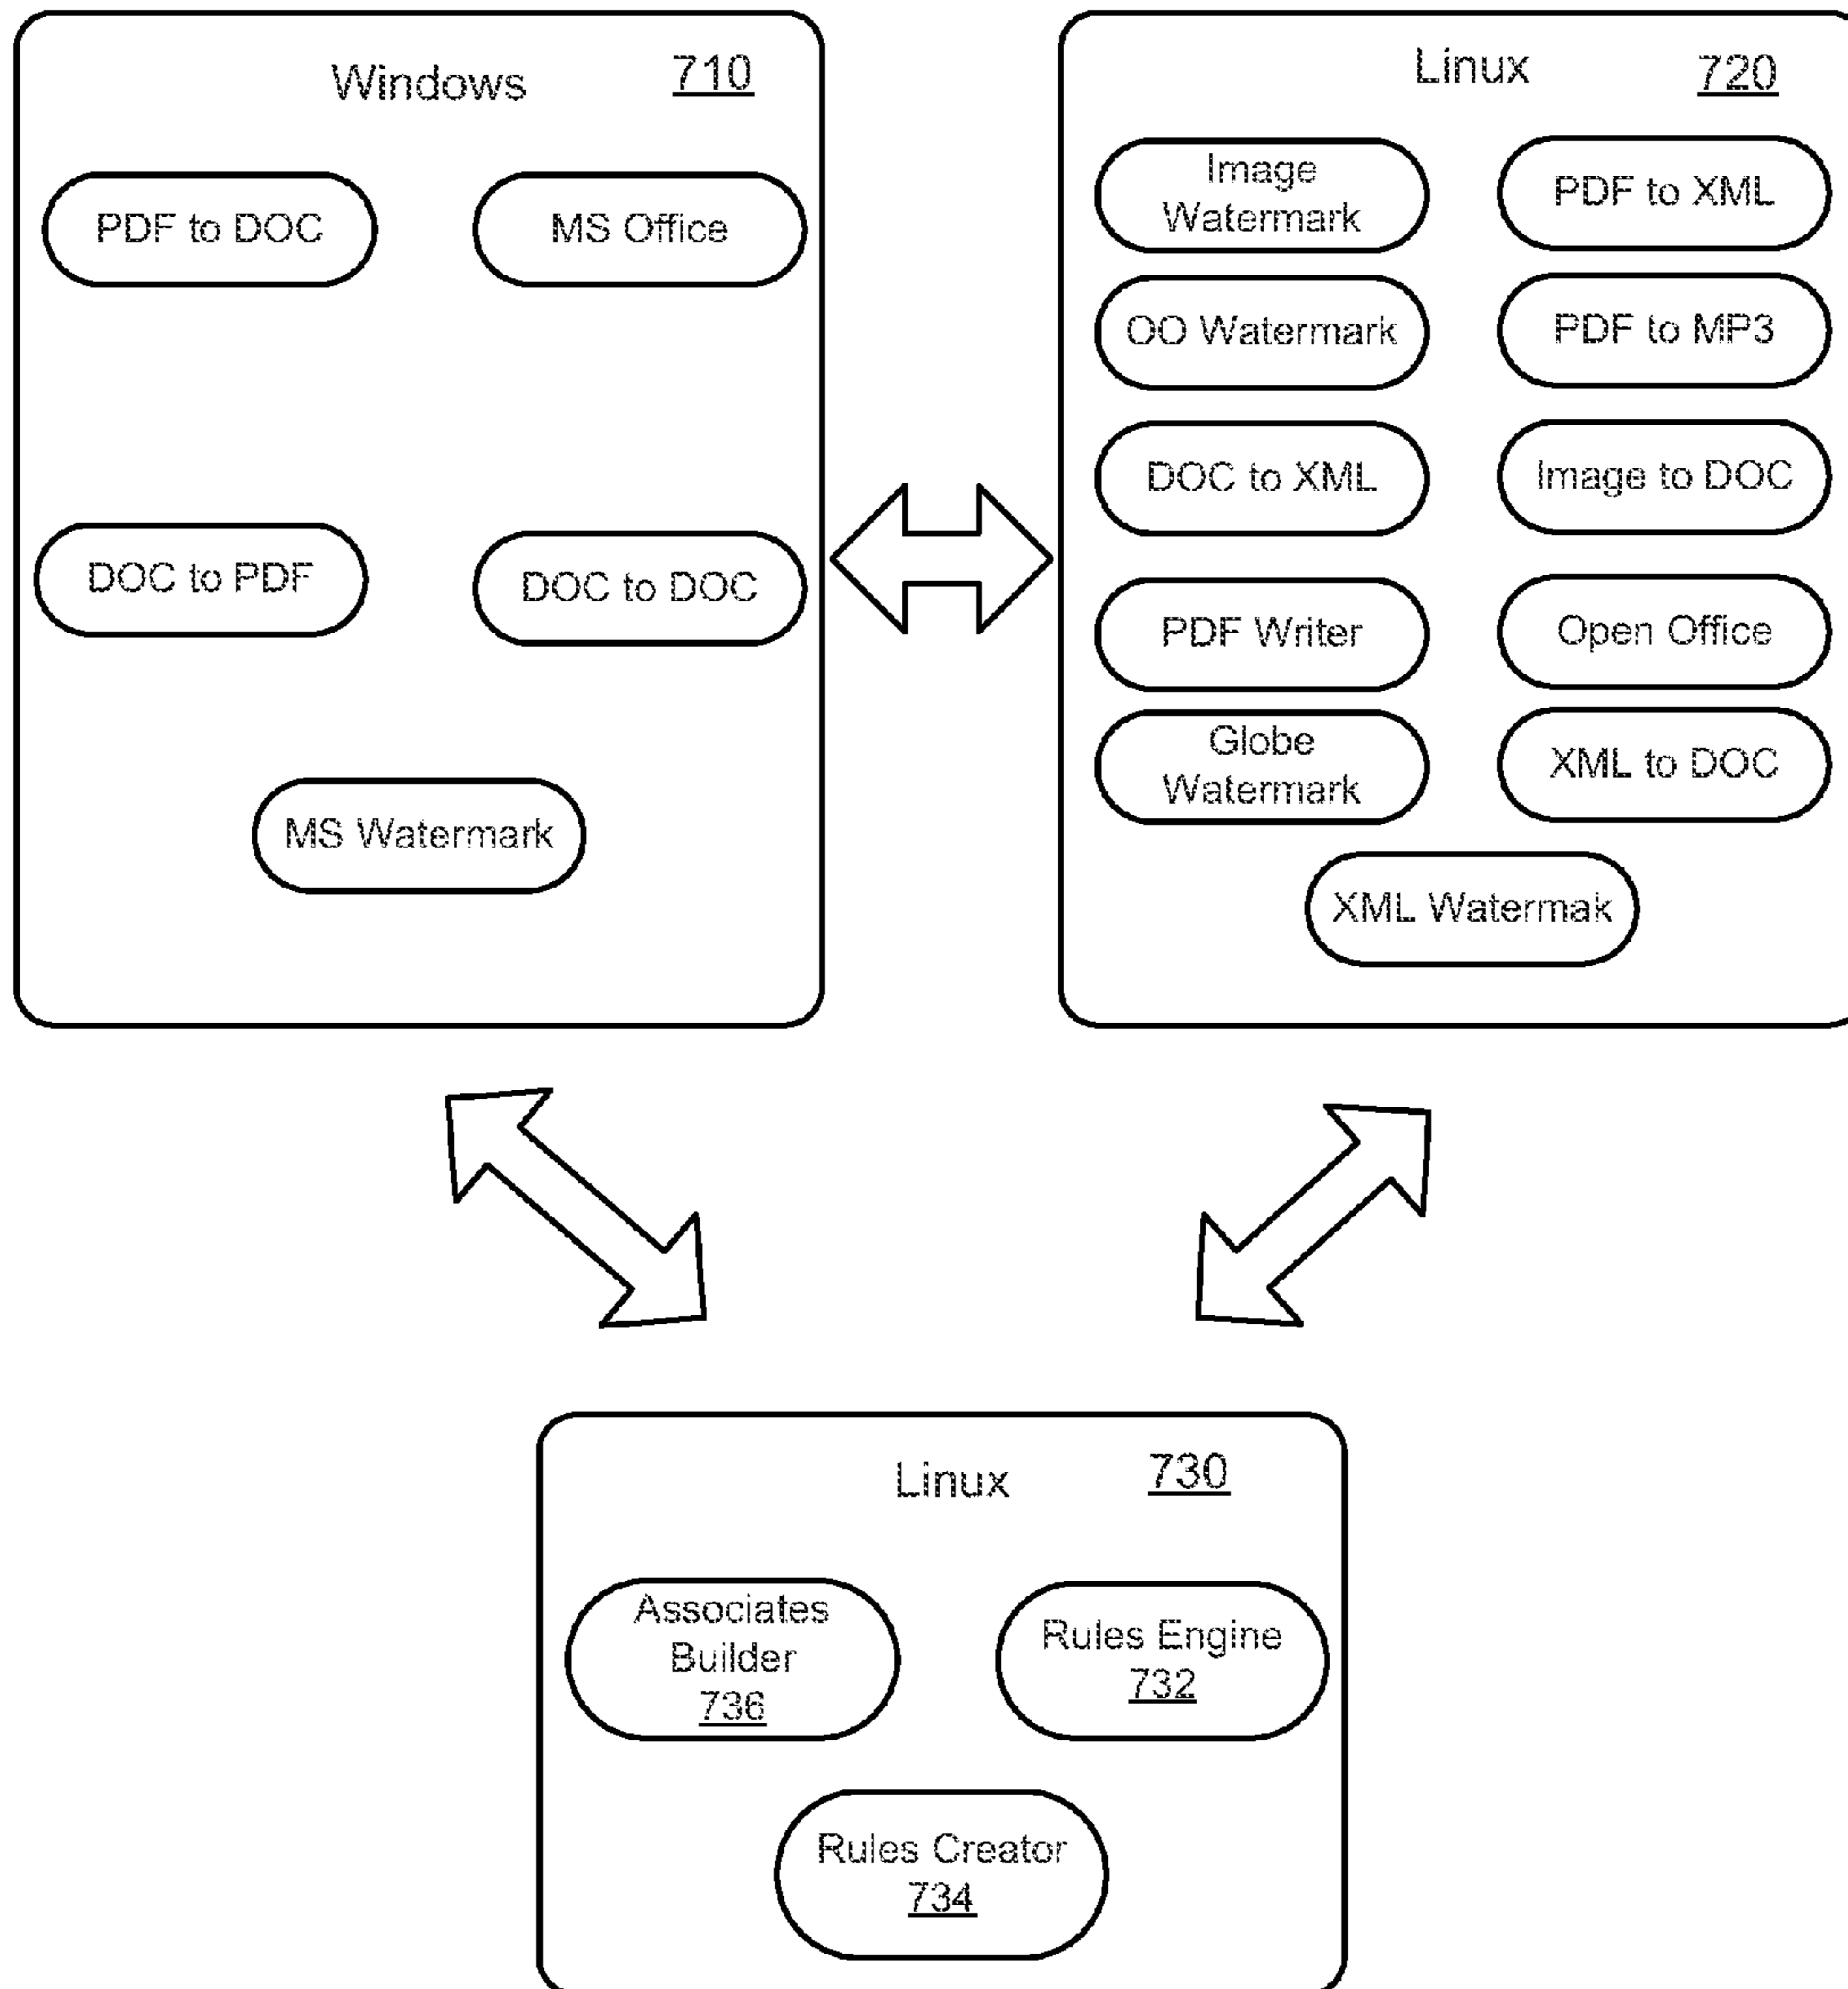 Windows 710
PDF to DOC
MS Office
DOC to PDF
DOC to DOC
MS Watermark
Linux 720
Image
Watermark
PDF to XML
OO Watermark
PDF to MP3
DOC to XML
Image to DOC
PDF Writer
Open Office
Globe
Watermark
XML to DOC
XML Watermak
Linux 730
Associates
Builder
736
Rules Engine
732
Rules Creator
734